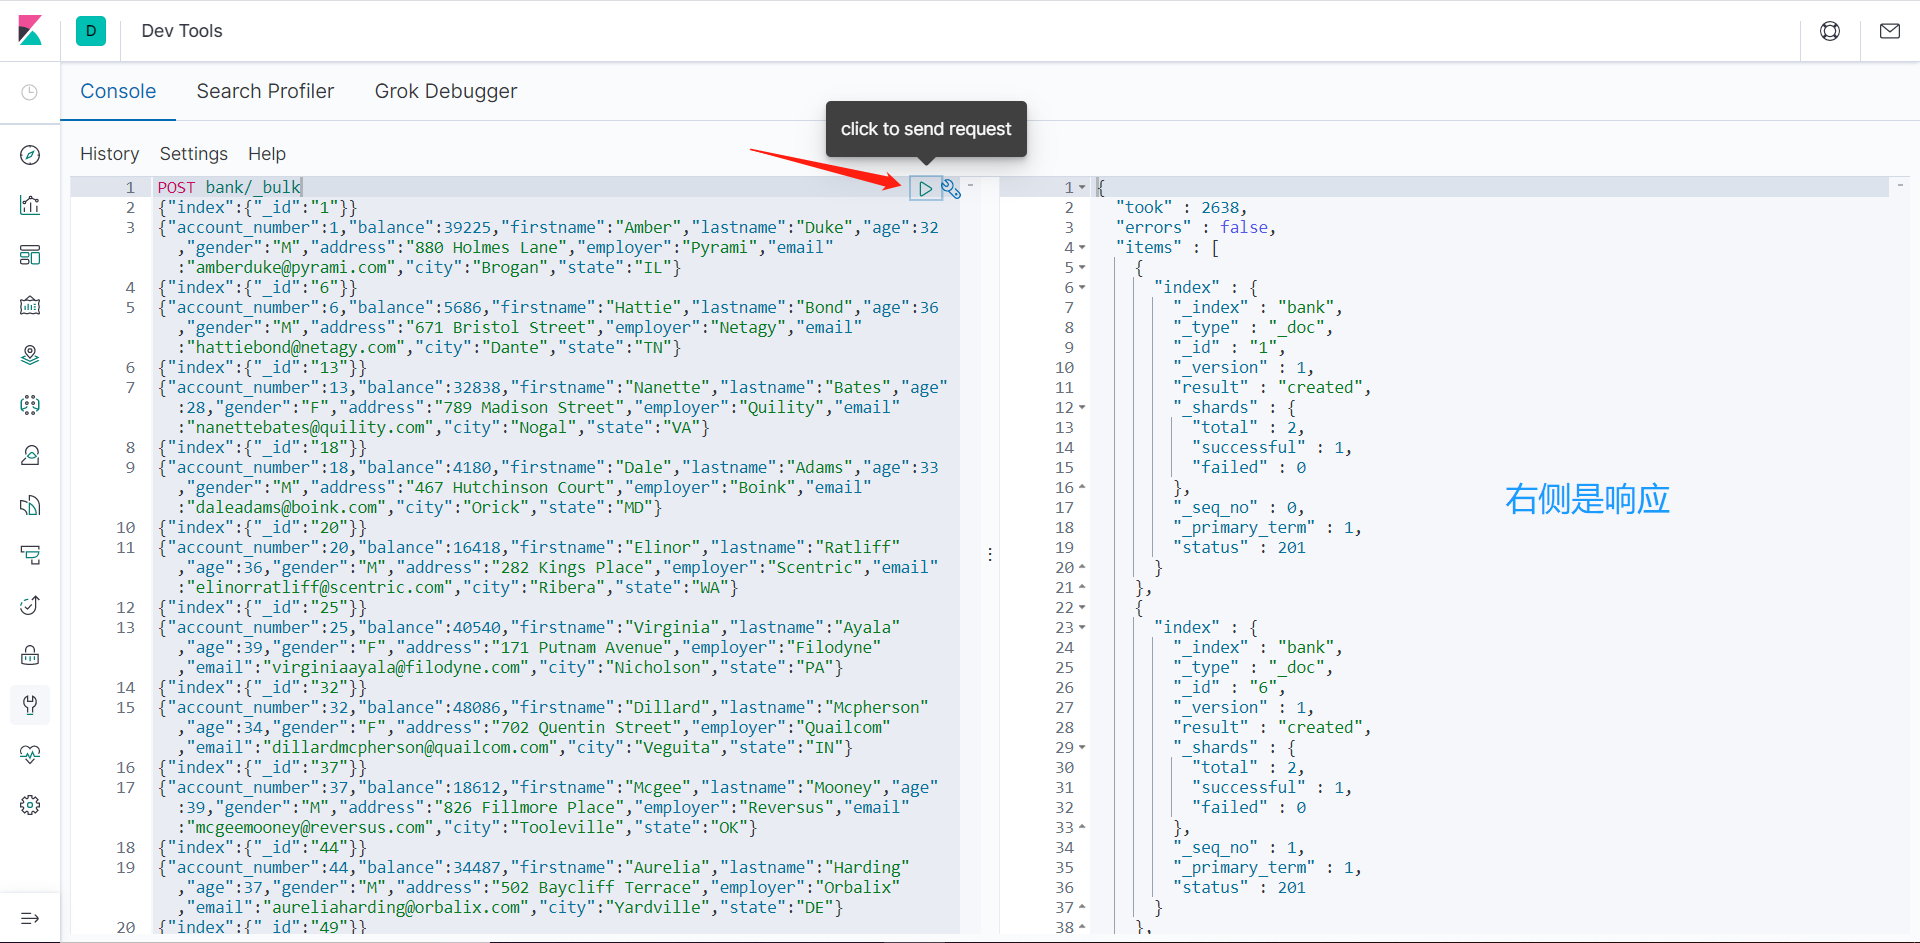 D
Dev Tools
Console
Search Profiler
Grok Debugger
click to send request
History
Settings
Help
1 POST bank/_bulk
2 {"index":{"_id":"1"}}
3 {"account_number":1,"balance":39225,"firstname":"Amber","lastname":"Duke","age":32
,"gender":"M","address":"880 Holmes Lane","employer":"Pyrami","email"
:"amberduke@pyrami.com","city":"Brogan","state":"IL"}
4 {"index":{"_id":"6"}}
5 {"account_number":6,"balance":5686,"firstname":"Hattie","lastname":"Bond","age":36
,"gender":"M","address":"671 Bristol Street","employer":"Netagy","email"
:"hattiebond@netagy.com","city":"Dante","state":"TN"}
6 {"index":{"_id":"13"}}
7 {"account_number":13,"balance":32838,"firstname":"Nanette","lastname":"Bates","age"
:28,"gender":"F","address":"789 Madison Street","employer":"Quility","email"
:"nanettebates@quility.com","city":"Nogal","state":"VA"}
8 {"index":{"_id":"18"}}
9 {"account_number":18,"balance":4180,"firstname":"Dale","lastname":"Adams","age":33
,"gender":"M","address":"467 Hutchinson Court","employer":"Boink","email"
:"daleadams@boink.com","city":"Orick","state":"MD"}
10 {"index":{"_id":"20"}}
11 {"account_number":20,"balance":16418,"firstname":"Elinor","lastname":"Ratliff"
,"age":36,"gender":"M","address":"282 Kings Place","employer":"Scentric","email"
:"elinorratliff@scentric.com","city":"Ribera","state":"WA"}
12 {"index":{"_id":"25"}}
13 {"account_number":25,"balance":40540,"firstname":"Virginia","lastname":"Ayala"
,"age":39,"gender":"F","address":"171 Putnam Avenue","employer":"Filodyne"
,"email":"virginiaayala@filodyne.com","city":"Nicholson","state":"PA"}
14 {"index":{"_id":"32"}}
15 {"account_number":32,"balance":48086,"firstname":"Dillard","lastname":"Mcpherson"
,"age":34,"gender":"F","address":"702 Quentin Street","employer":"Quailcom"
,"email":"dillardmcpherson@quailcom.com","city":"Veguita","state":"IN"}
16 {"index":{"_id":"37"}}
17 {"account_number":37,"balance":18612,"firstname":"Mcgee","lastname":"Mooney","age"
:39,"gender":"M","address":"826 Fillmore Place","employer":"Reversus","email"
:"mcgeemooney@reversus.com","city":"Tooleville","state":"OK"}
18 {"index":{"_id":"44"}}
19 {"account_number":44,"balance":34487,"firstname":"Aurelia","lastname":"Harding"
,"age":37,"gender":"M","address":"502 Baycliff Terrace","employer":"Orbalix"
,"email":"aureliaharding@orbalix.com","city":"Yardville","state":"DE"}
20 {"index":{"_id":"49"}}
1 {
2 "took" : 2638,
3 "errors" : false,
4 "items" : [
5 {
6 "index" : {
7 "_index" : "bank",
8 "_type" : "_doc",
9 "_id" : "1",
10 "_version" : 1,
11 "result" : "created",
12 "_shards" : {
13 "total" : 2,
14 "successful" : 1,
15 "failed" : 0
16 },
17 "_seq_no" : 0,
18 "_primary_term" : 1,
19 "status" : 201
20 }
21 },
22 {
23 "index" : {
24 "_index" : "bank",
25 "_type" : "_doc",
26 "_id" : "6",
27 "_version" : 1,
28 "result" : "created",
29 "_shards" : {
30 "total" : 2,
31 "successful" : 1,
32 "failed" : 0
33 },
34 "_seq_no" : 1,
35 "_primary_term" : 1,
36 "status" : 201
37 }
38 },
右侧是响应